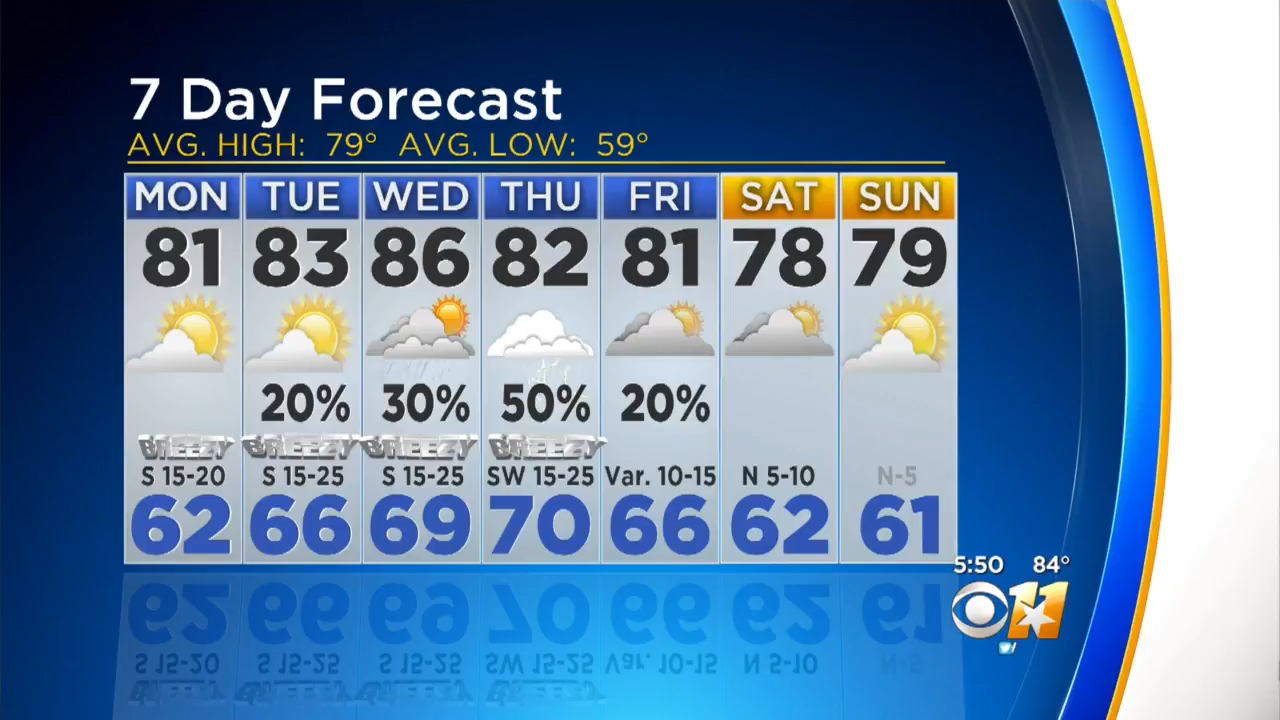 7 Day Forecast
AVG. HIGH: 79° AVG. LOW: 59°
MON TUE WED THU FRI SAT SUN
81 83 86 82 81 78 79
20% 30% 50% 20%
BREEZY BREEZY BREEZY BREEZY
S 15-20 S 15-25 S 15-25 SW 15-25 Var. 10-15 N 5-10 N-5
62 66 69 70 66 62 61
5:50 84°
11